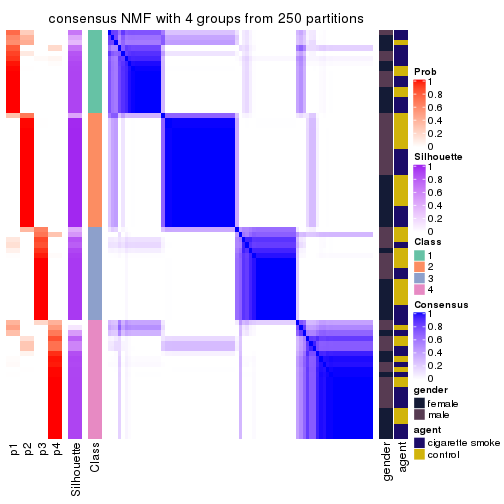 consensus NMF with 4 groups from 250 partitions
Prob
1
0.8
0.6
0.4
0.2
0
Silhouette
1
0.8
0.6
0.4
0.2
0
Class
1
2
3
4
Consensus
1
0.8
0.6
0.4
0.2
0
gender
female
male
agent
cigarette smoke
control
p1
p2
p3
p4
Silhouette
Class
gender
agent